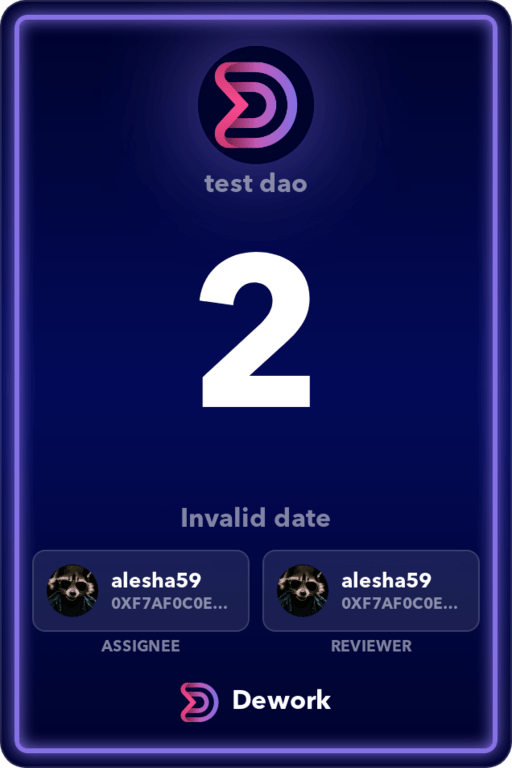 test dao
2
Invalid date
alesha59
0XF7AF0C0E...
ASSIGNEE
alesha59
0XF7AF0C0E...
REVIEWER
Dework